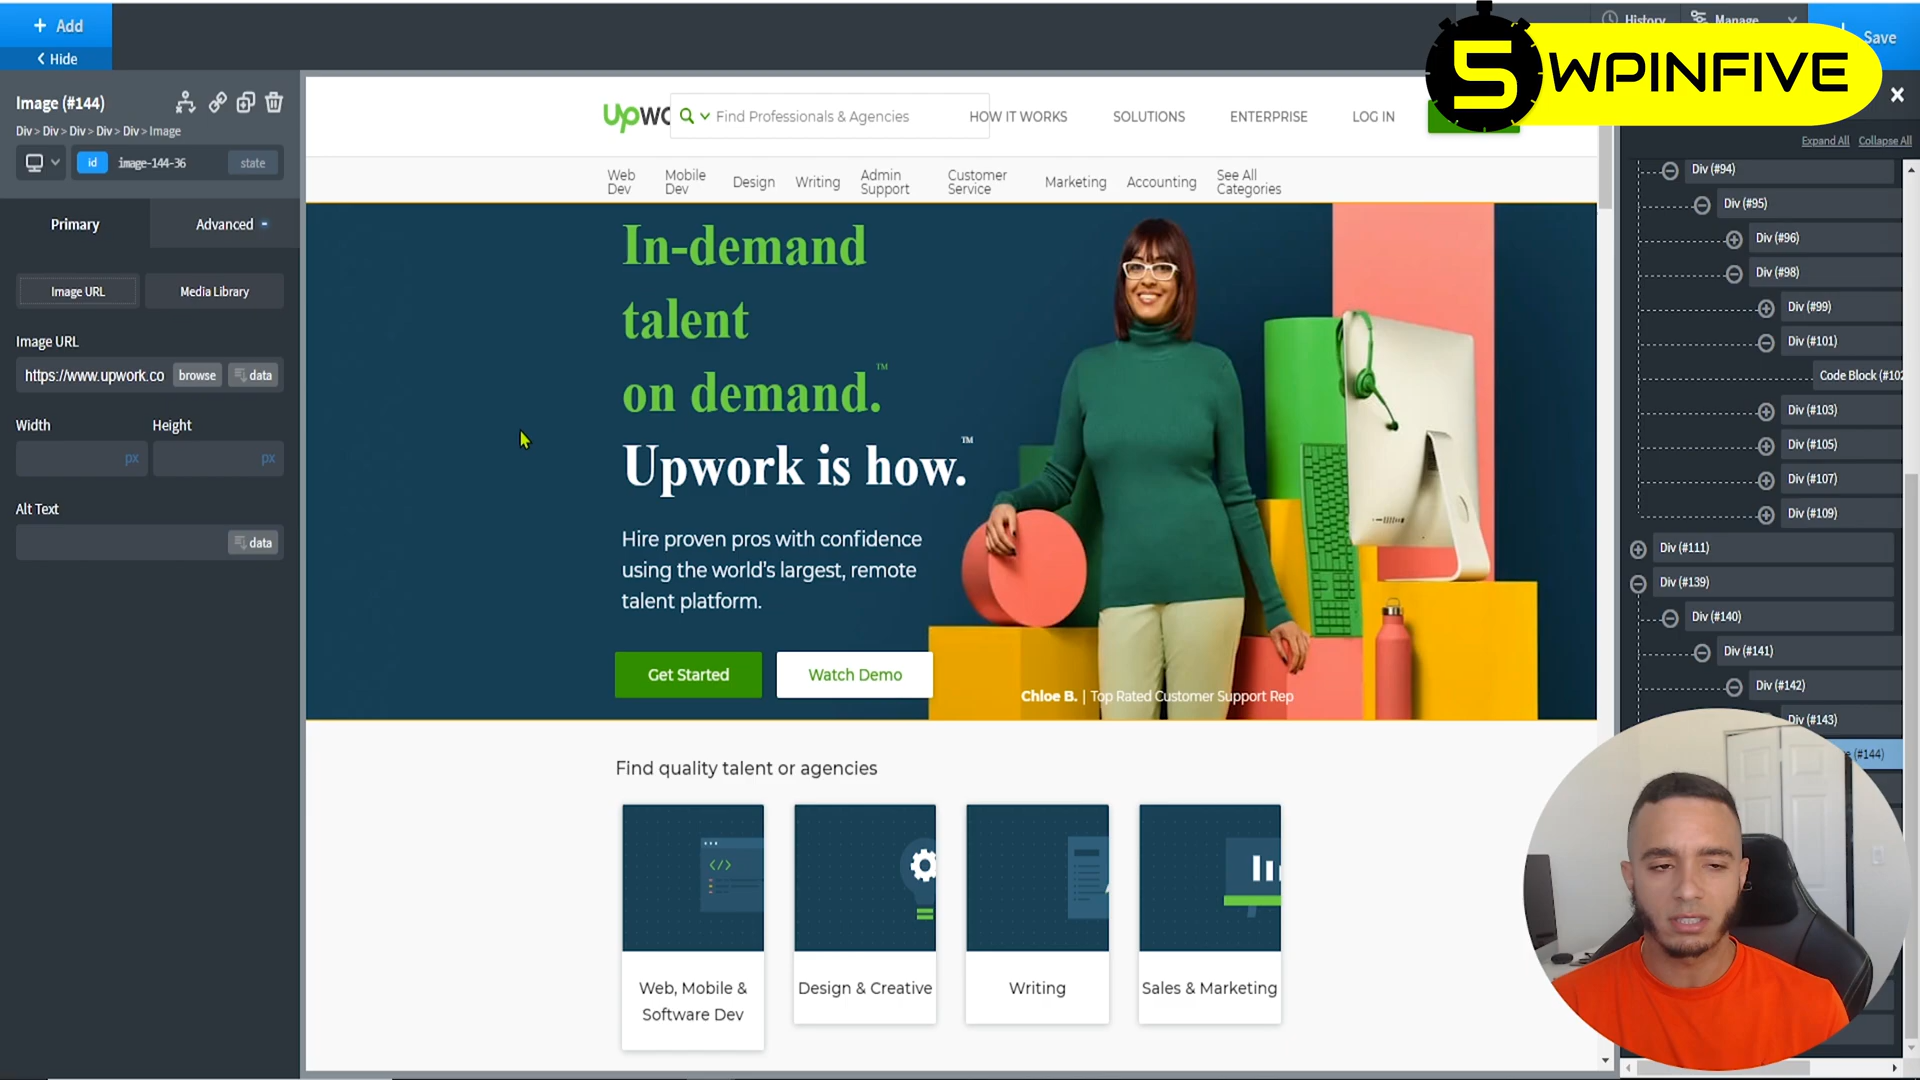 + Add
< Hide
History
Manage
Save
5 WPINFIVE
Image (#144)
Div > Div > Div > Div > Div > Image
id image-144-36 state
Primary
Advanced
Image URL
Media Library
Image URL
https://www.upwork.co browse data
Width Height
px px
Alt Text
data
Find Professionals & Agencies
HOW IT WORKS
SOLUTIONS
ENTERPRISE
LOG IN
Web
Dev
Mobile
Dev
Design
Writing
Admin
Support
Customer
Service
Marketing
Accounting
See All
Categories
In-demand
talent
on demand.™
Upwork is how.™
Hire proven pros with confidence
using the world's largest, remote
talent platform.
Get Started
Watch Demo
Chloe B. | Top Rated Customer Support Rep
Find quality talent or agencies
Web, Mobile &
Software Dev
Design & Creative
Writing
Sales & Marketing
Expand All Collapse All
Div (#94)
Div (#95)
Div (#96)
Div (#98)
Div (#99)
Div (#101)
Code Block (#102
Div (#103)
Div (#105)
Div (#107)
Div (#109)
Div (#111)
Div (#139)
Div (#140)
Div (#141)
Div (#142)
Div (#143)
(#144)